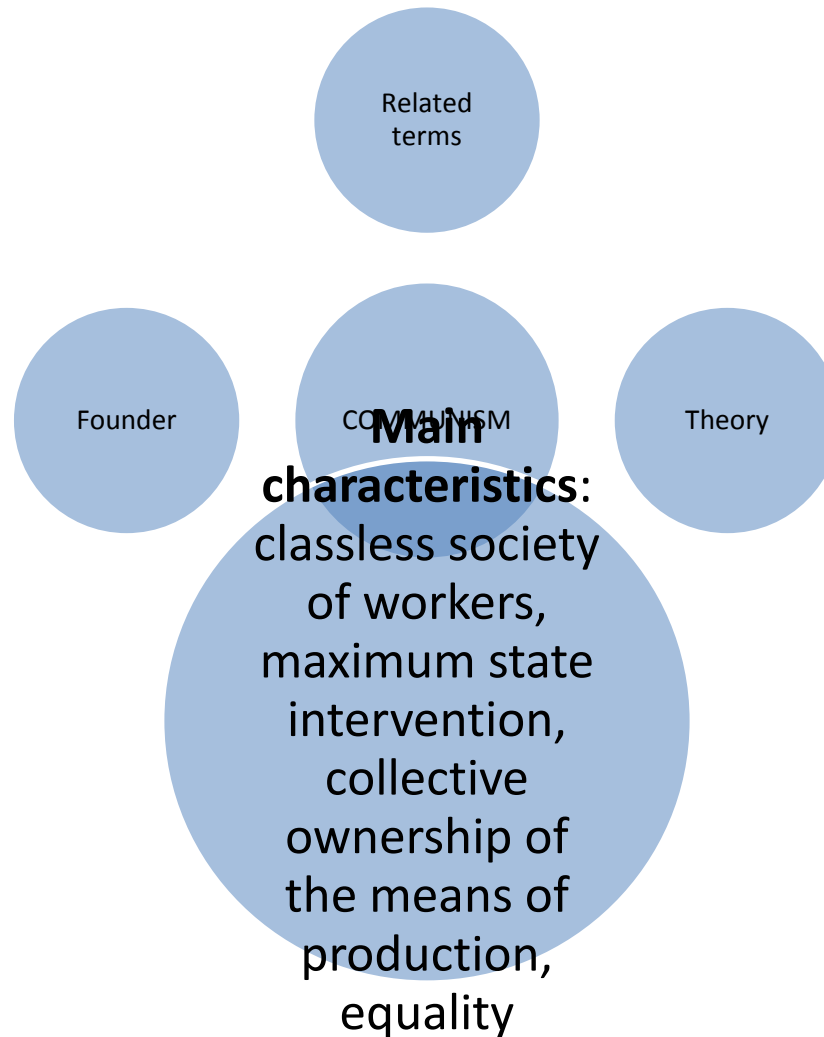 Related
terms
Founder
COMMUNISM
Theory
Main
characteristics:
classless society
of workers,
maximum state
intervention,
collective
ownership of
the means of
production,
equality